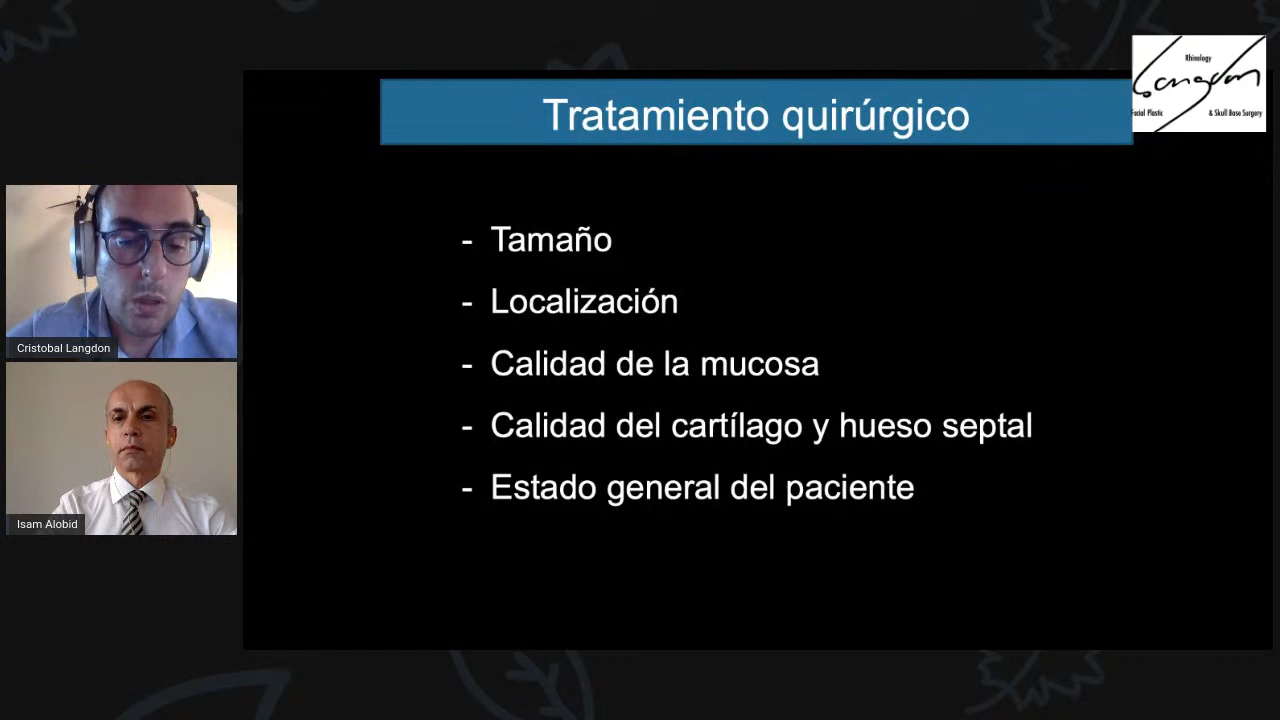 Tratamiento quirúrgico
Rhinology
Langdon
Facial Plastic & Skull Base Surgery
- Tamaño
- Localización
- Calidad de la mucosa
- Calidad del cartílago y hueso septal
- Estado general del paciente
Cristobal Langdon
Isam Alobid